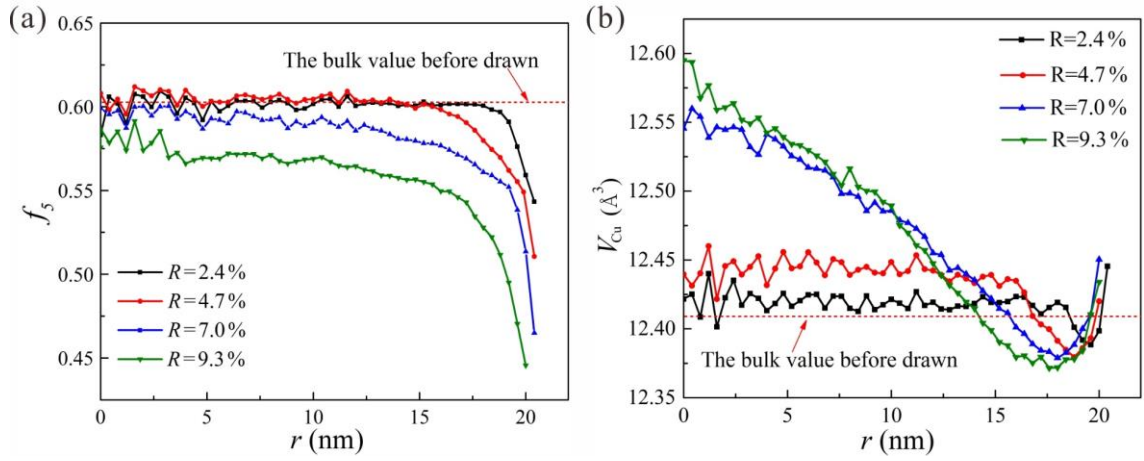 (a)
0.65
0.60
0.55
0.50
0.45
f5
The bulk value before drawn
R=2.4%
R=4.7%
R=7.0%
R=9.3%
0 5 10 15 20
r (nm)
(b)
12.60
12.55
12.50
12.45
12.40
12.35
VCu (Å3)
R=2.4%
R=4.7%
R=7.0%
R=9.3%
The bulk value before drawn
0 5 10 15 20
r (nm)